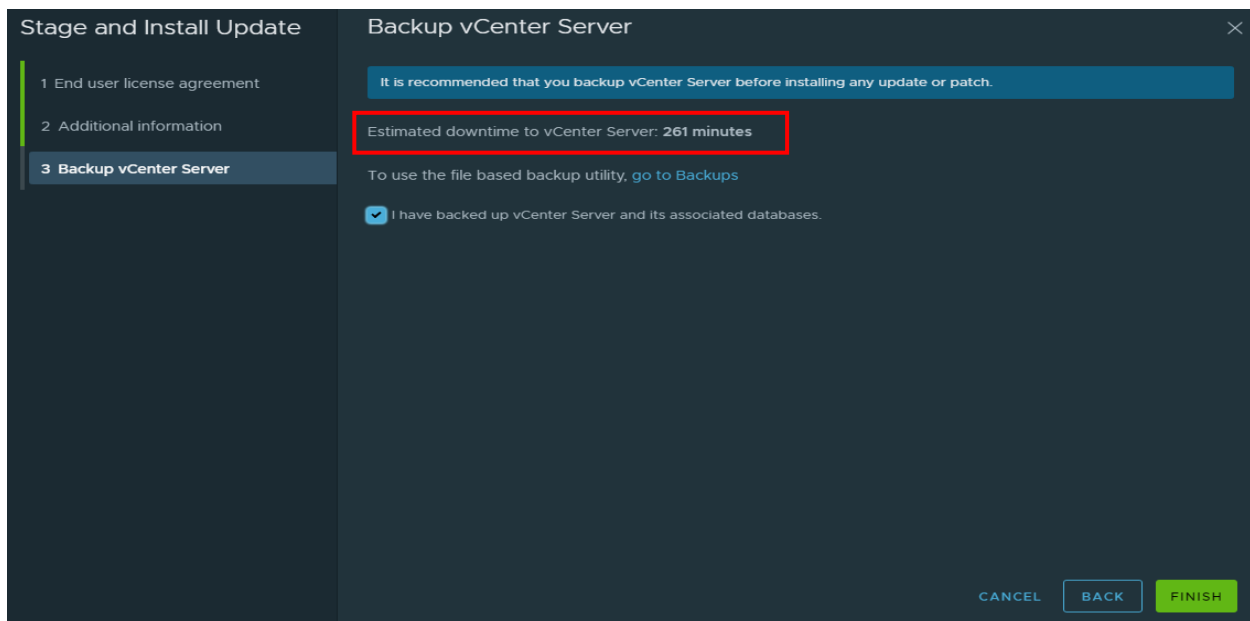 Stage and Install Update
1 End user license agreement
2 Additional information
3 Backup vCenter Server
Backup vCenter Server
It is recommended that you backup vCenter Server before installing any update or patch.
Estimated downtime to vCenter Server: 261 minutes
To use the file based backup utility, go to Backups
I have backed up vCenter Server and its associated databases.
CANCEL
BACK
FINISH